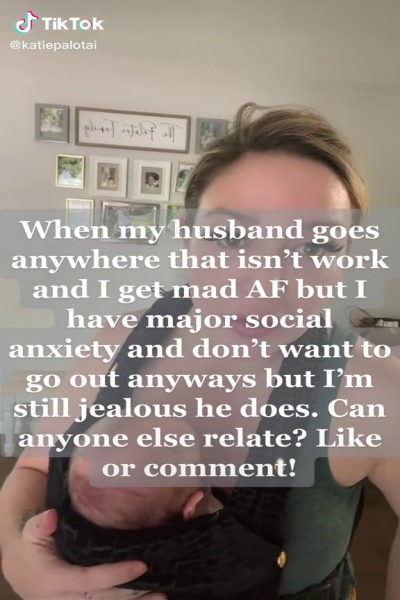 TikTok
@katiepalotai
When my husband goes
anywhere that isn't work
and I get mad AF but I
have major social
anxiety and don't want to
go out anyways but I'm
still jealous he does. Can
anyone else relate? Like
or comment!